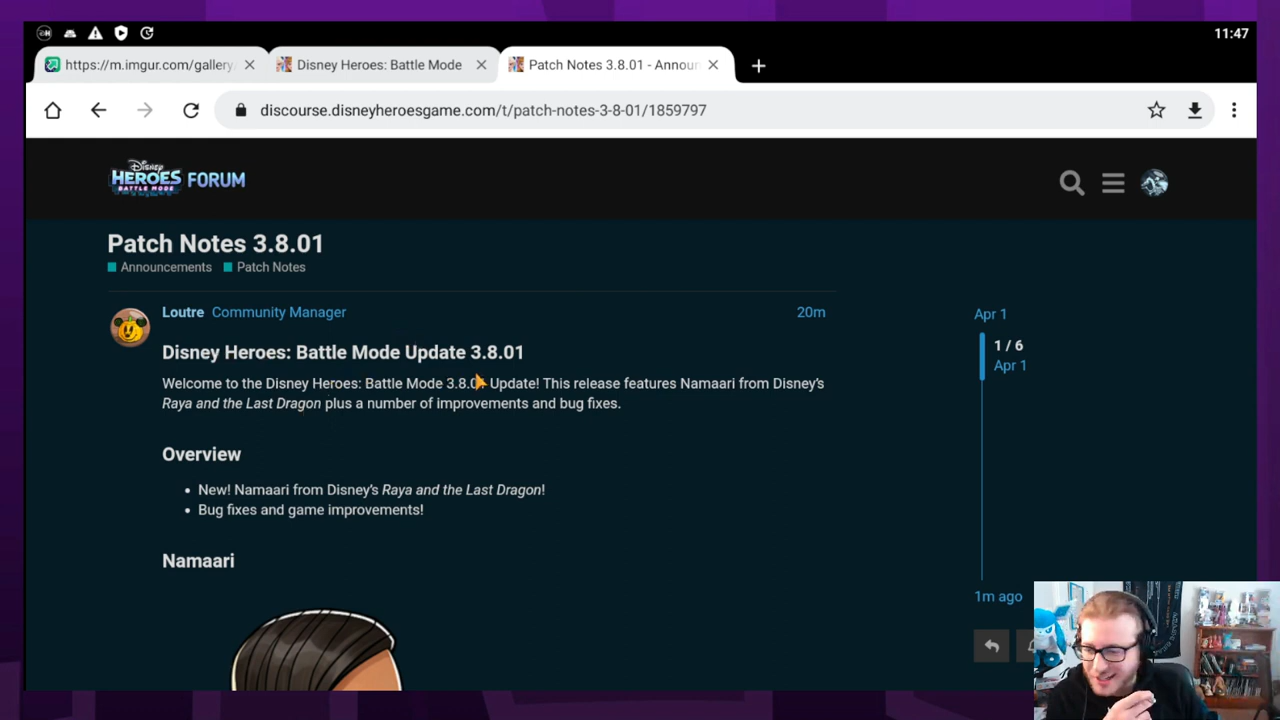 11:47
https://m.imgur.com/gallery/
Disney Heroes: Battle Mode
Patch Notes 3.8.01 - Announ
discourse.disneyheroesgame.com/t/patch-notes-3-8-01/1859797
DISNEY HEROES BATTLE MODE FORUM
Patch Notes 3.8.01
Announcements Patch Notes
Loutre Community Manager 20m
Apr 1
1 / 6
Apr 1
Disney Heroes: Battle Mode Update 3.8.01
Welcome to the Disney Heroes: Battle Mode 3.8.01 Update! This release features Namaari from Disney's
Raya and the Last Dragon plus a number of improvements and bug fixes.
Overview
New! Namaari from Disney's Raya and the Last Dragon!
Bug fixes and game improvements!
Namaari
1m ago